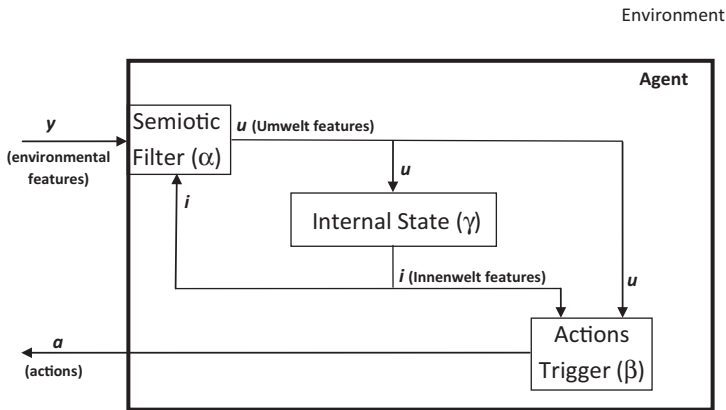 Environment
Agent
y
(environmental
features)
Semiotic
Filter (α)
u (Umwelt features)
i
u
Internal State (γ)
i (Innenwelt features)
u
a
(actions)
Actions
Trigger (β)